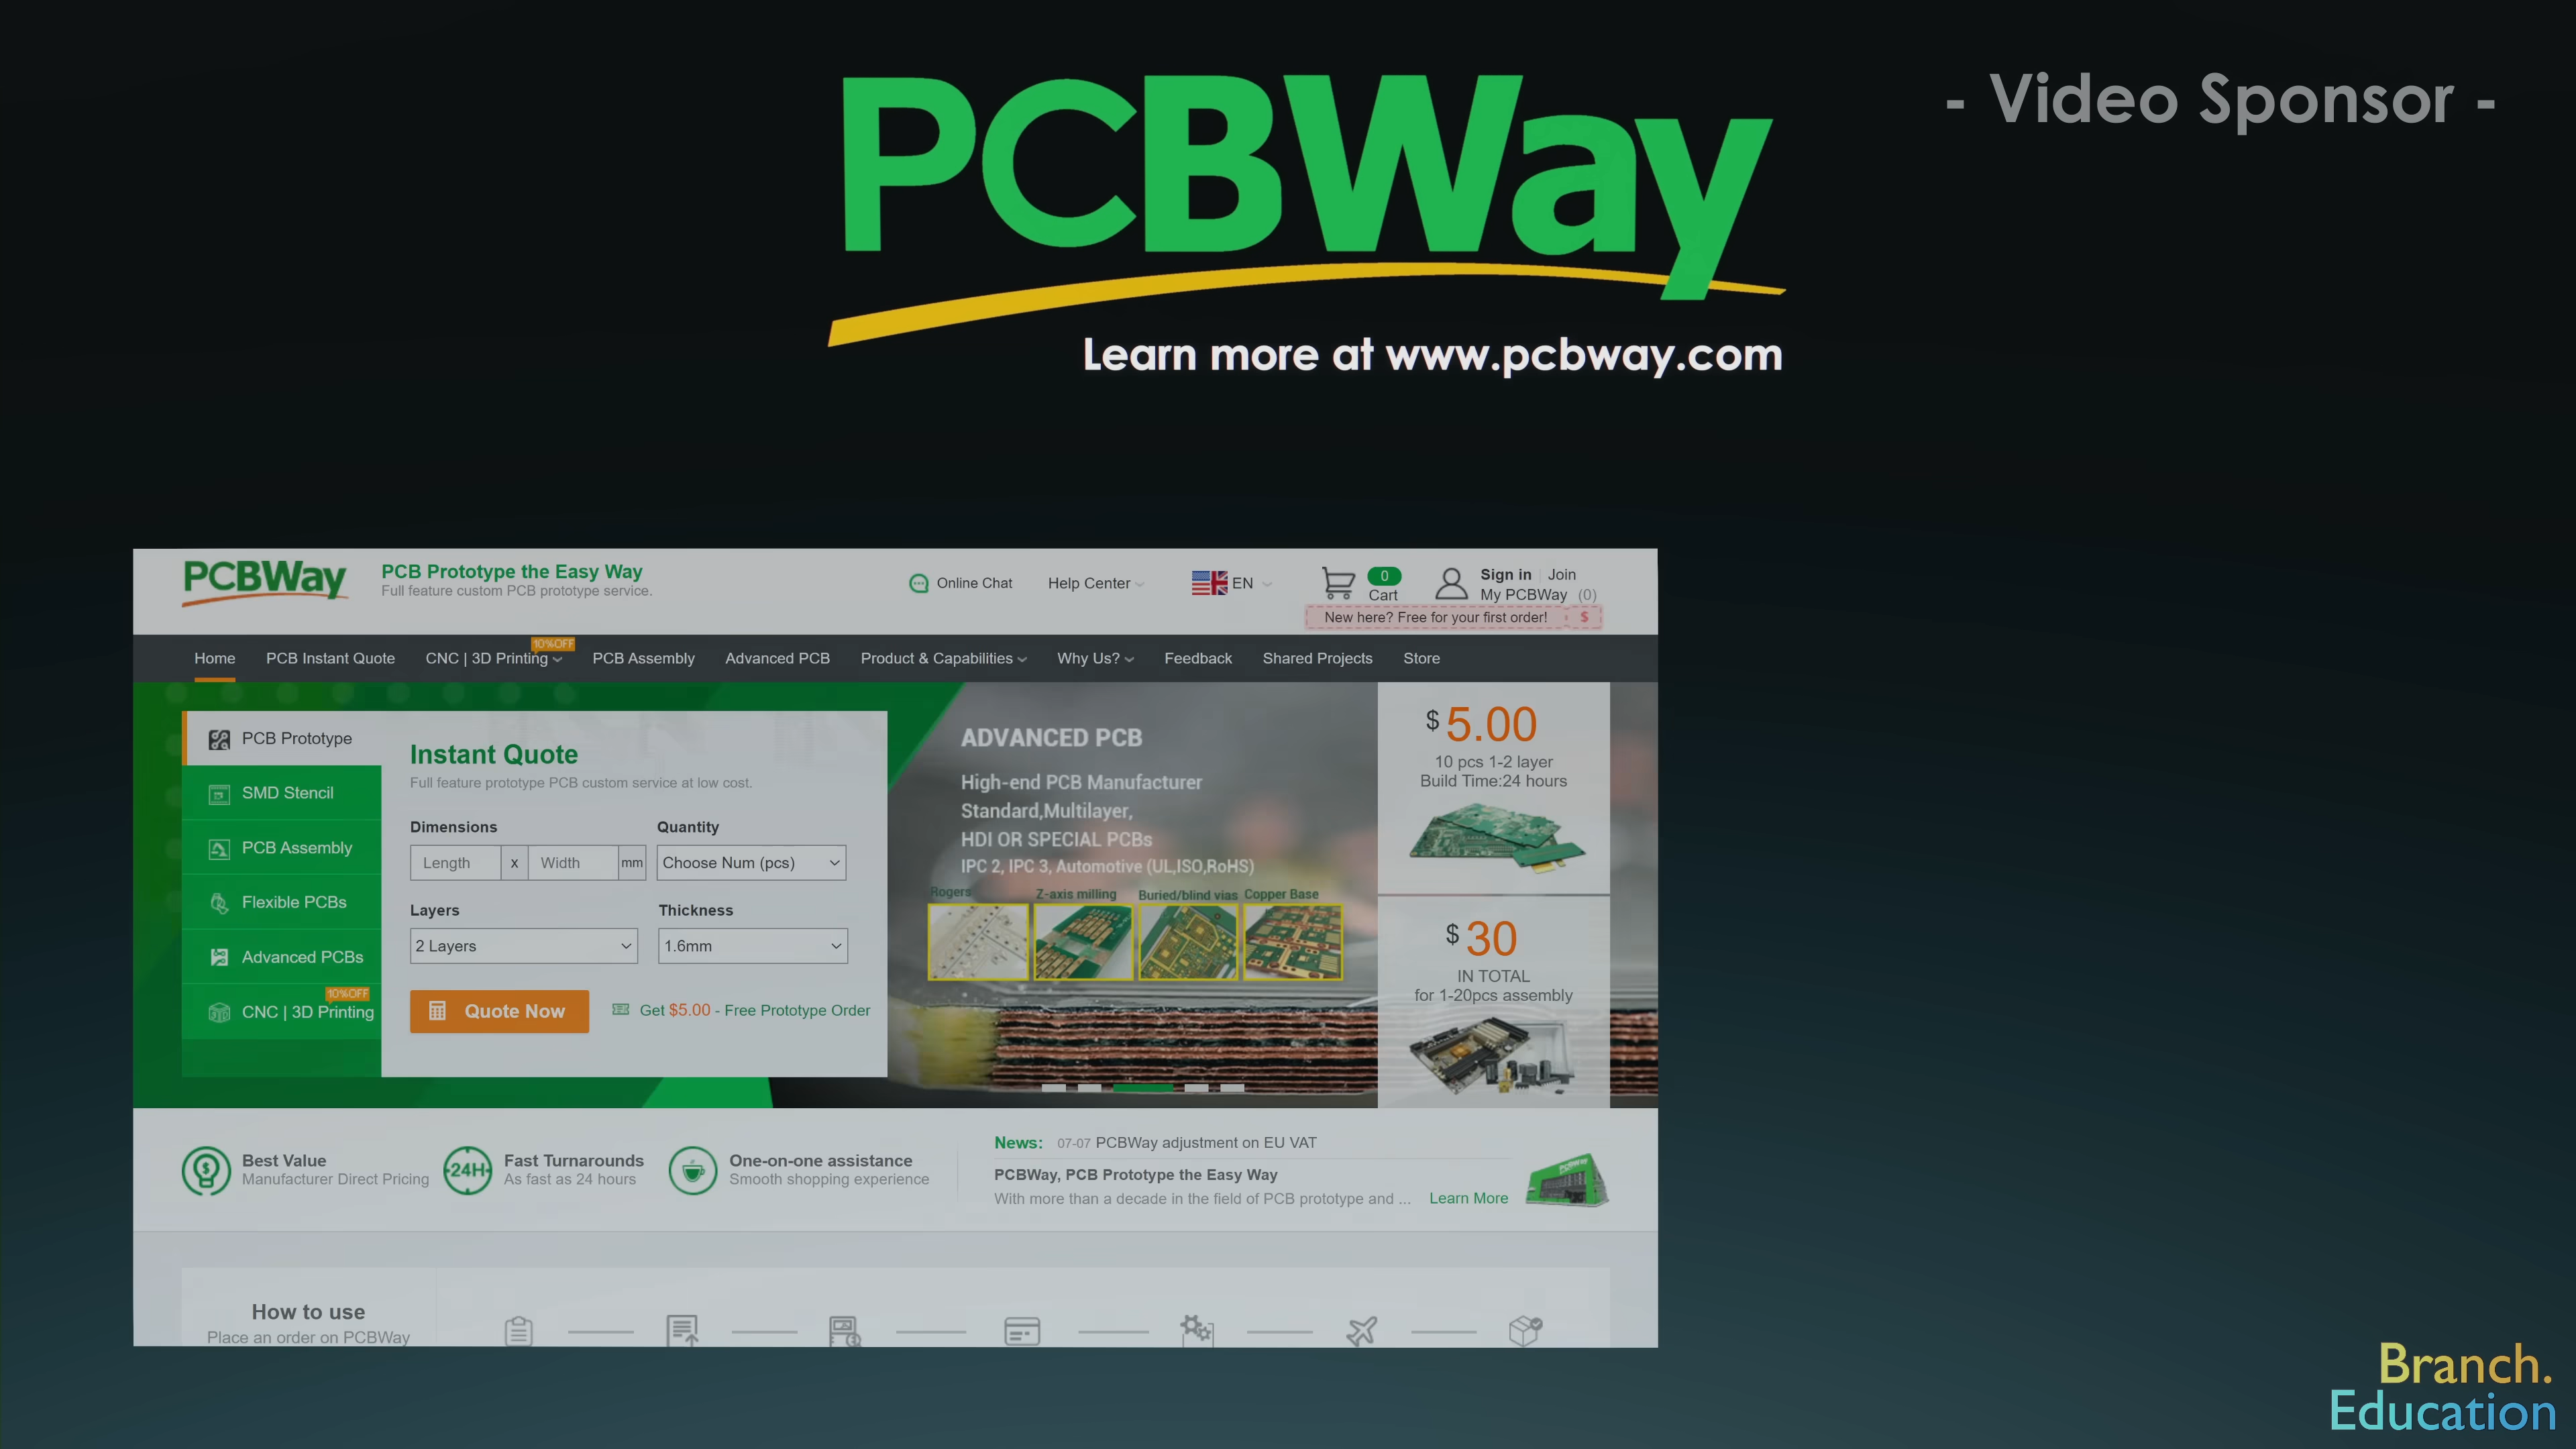 PCBWay
- Video Sponsor -
Learn more at www.pcbway.com
PCBWay
PCB Prototype the Easy Way
Full feature custom PCB prototype service.
Online Chat
Help Center
EN
0
Cart
Sign in
Join
My PCBWay (0)
New here? Free for your first order! $
Home
PCB Instant Quote
CNC | 3D Printing
10%OFF
PCB Assembly
Advanced PCB
Product & Capabilities
Why Us?
Feedback
Shared Projects
Store
PCB Prototype
SMD Stencil
PCB Assembly
Flexible PCBs
Advanced PCBs
10%OFF
CNC | 3D Printing
Instant Quote
Full feature prototype PCB custom service at low cost.
Dimensions
Quantity
Length x Width mm
Choose Num (pcs)
Layers
Thickness
2 Layers
1.6mm
Quote Now
Get $5.00 - Free Prototype Order
ADVANCED PCB
High-end PCB Manufacturer
Standard,Multilayer,
HDI OR SPECIAL PCBs
IPC 2, IPC 3, Automotive (UL,ISO,RoHS)
Rogers
Z-axis milling
Buried/blind vias
Copper Base
$ 5.00
10 pcs 1-2 layer
Build Time:24 hours
$ 30
IN TOTAL
for 1-20pcs assembly
Best Value
Manufacturer Direct Pricing
24H
Fast Turnarounds
As fast as 24 hours
One-on-one assistance
Smooth shopping experience
News: 07-07 PCBWay adjustment on EU VAT
PCBWay, PCB Prototype the Easy Way
With more than a decade in the field of PCB prototype and ... Learn More
PCBWay
How to use
Place an order on PCBWay
Branch.
Education